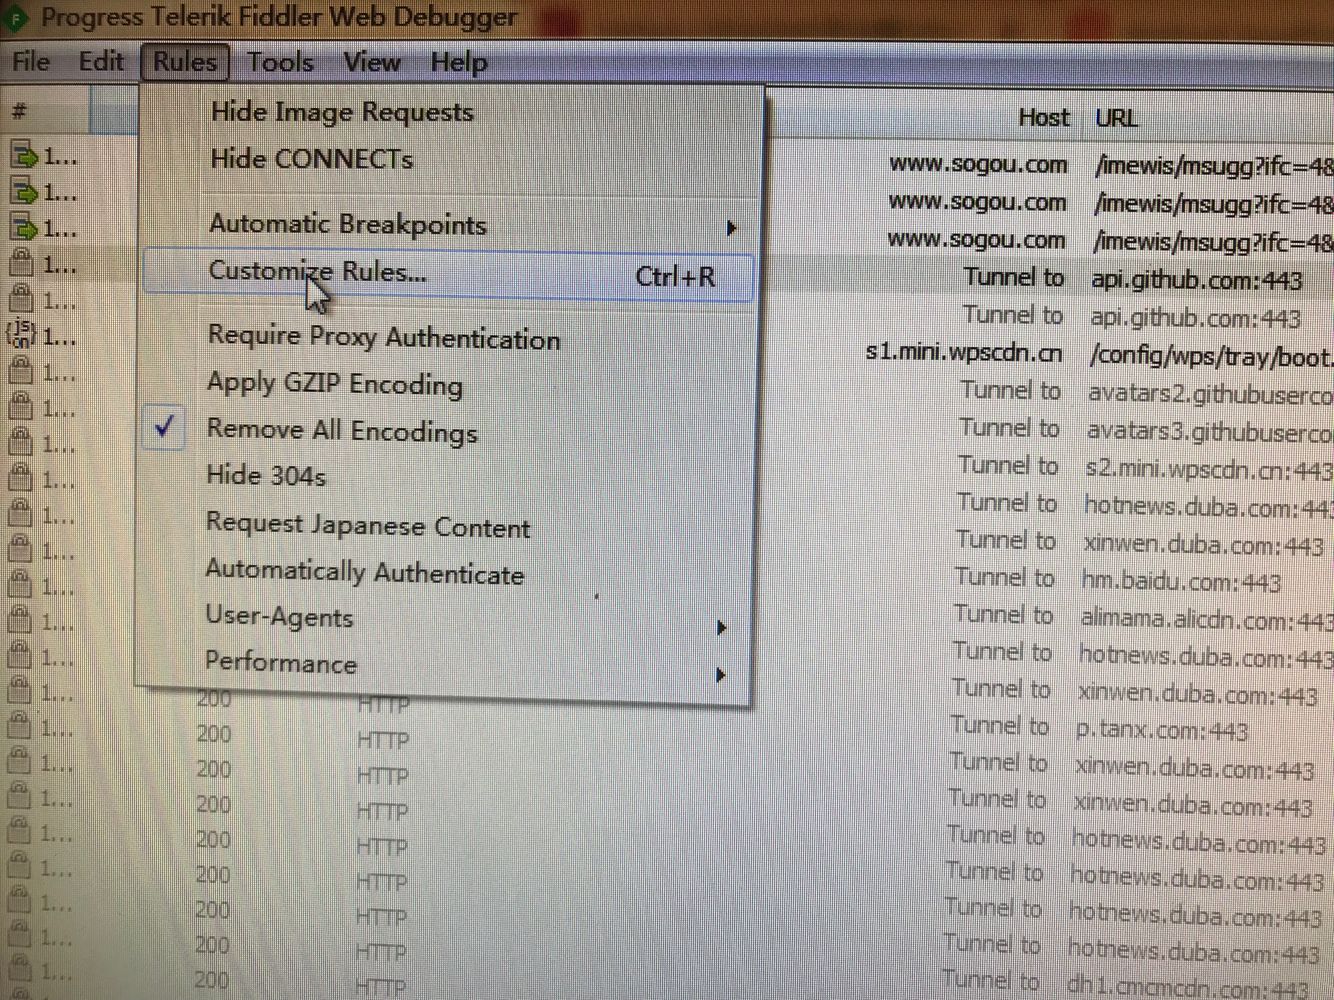 Progress Telerik Fiddler Web Debugger
File Edit Rules Tools View Help
# Host URL
Hide Image Requests
Hide CONNECTs
Automatic Breakpoints
Customize Rules... Ctrl+R
Require Proxy Authentication
Apply GZIP Encoding
Remove All Encodings
Hide 304s
Request Japanese Content
Automatically Authenticate
User-Agents
Performance
1... www.sogou.com /imewis/msugg?ifc=48
1... www.sogou.com /imewis/msugg?ifc=48
1... www.sogou.com /imewis/msugg?ifc=48
1... Tunnel to api.github.com:443
1... Tunnel to api.github.com:443
1... s1.mini.wpscdn.cn /config/wps/tray/boot.
1... Tunnel to avatars2.githubuserco
1... Tunnel to avatars3.githubuserco
1... Tunnel to s2.mini.wpscdn.cn:443
1... Tunnel to hotnews.duba.com:443
1... Tunnel to xinwen.duba.com:443
1... Tunnel to hm.baidu.com:443
1... Tunnel to alimama.alicdn.com:443
1... Tunnel to hotnews.duba.com:443
1... 200 HTTP Tunnel to xinwen.duba.com:443
1... 200 HTTP Tunnel to p.tanx.com:443
1... 200 HTTP Tunnel to xinwen.duba.com:443
1... 200 HTTP Tunnel to xinwen.duba.com:443
1... 200 HTTP Tunnel to hotnews.duba.com:443
1... 200 HTTP Tunnel to hotnews.duba.com:443
1... 200 HTTP Tunnel to hotnews.duba.com:443
1... 200 HTTP Tunnel to hotnews.duba.com:443
1... 200 HTTP Tunnel to dh1.cmcmcdn.com:443